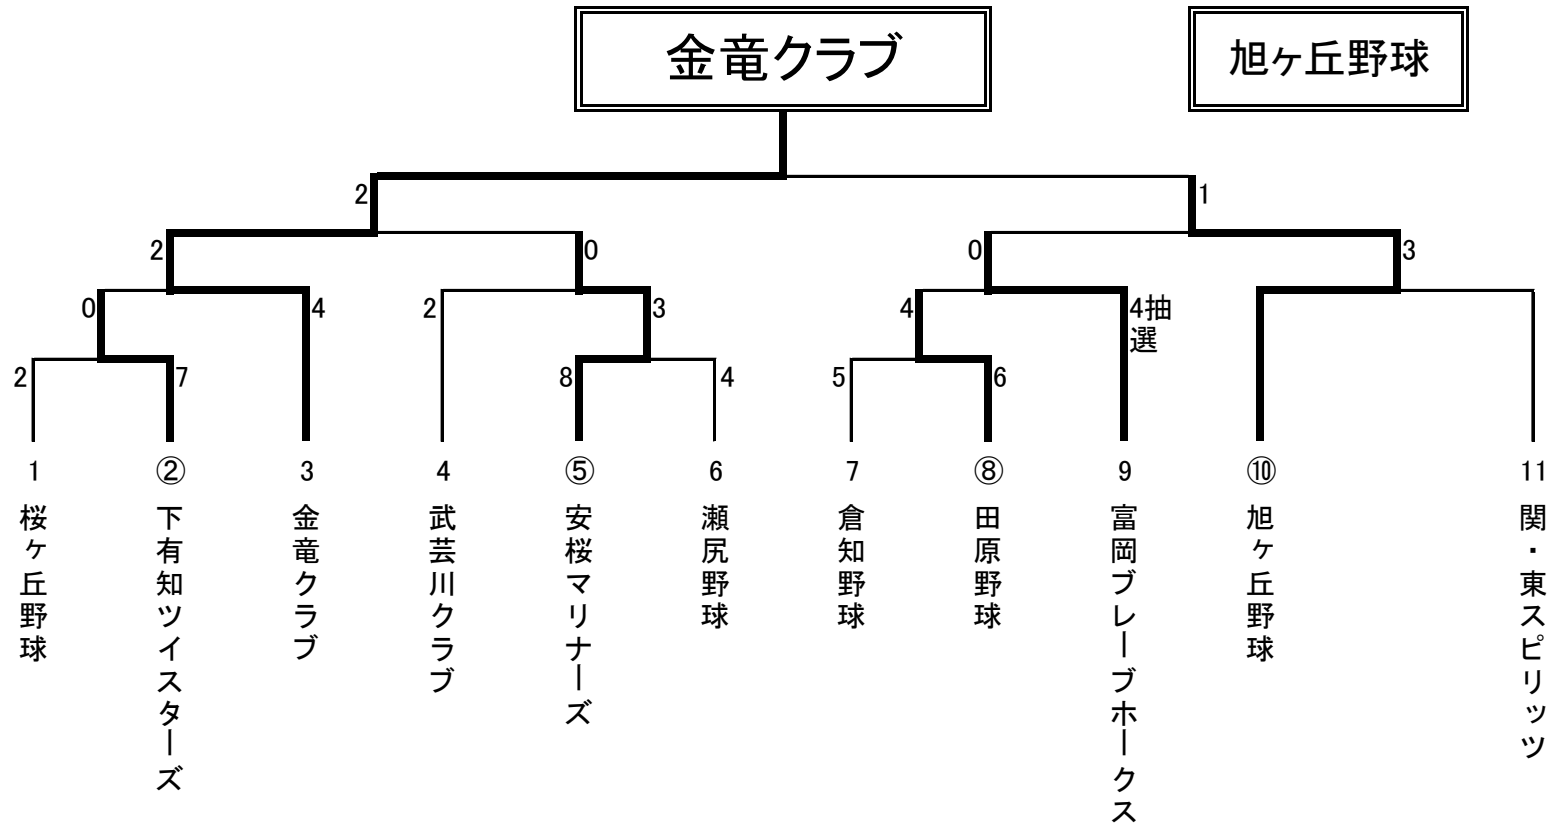 金竜クラブ
旭ヶ丘野球
2
1
2
0
0
3
0
4
2
3
4
4抽
選
2
7
8
4
5
6
1
②
3
4
⑤
6
7
⑧
9
⑩
11
桜ヶ丘野球
下有知ツイスターズ
金竜クラブ
武芸川クラブ
安桜マリナーズ
瀬尻野球
倉知野球
田原野球
富岡ブレーブホークス
旭ヶ丘野球
関・東スピリッツ